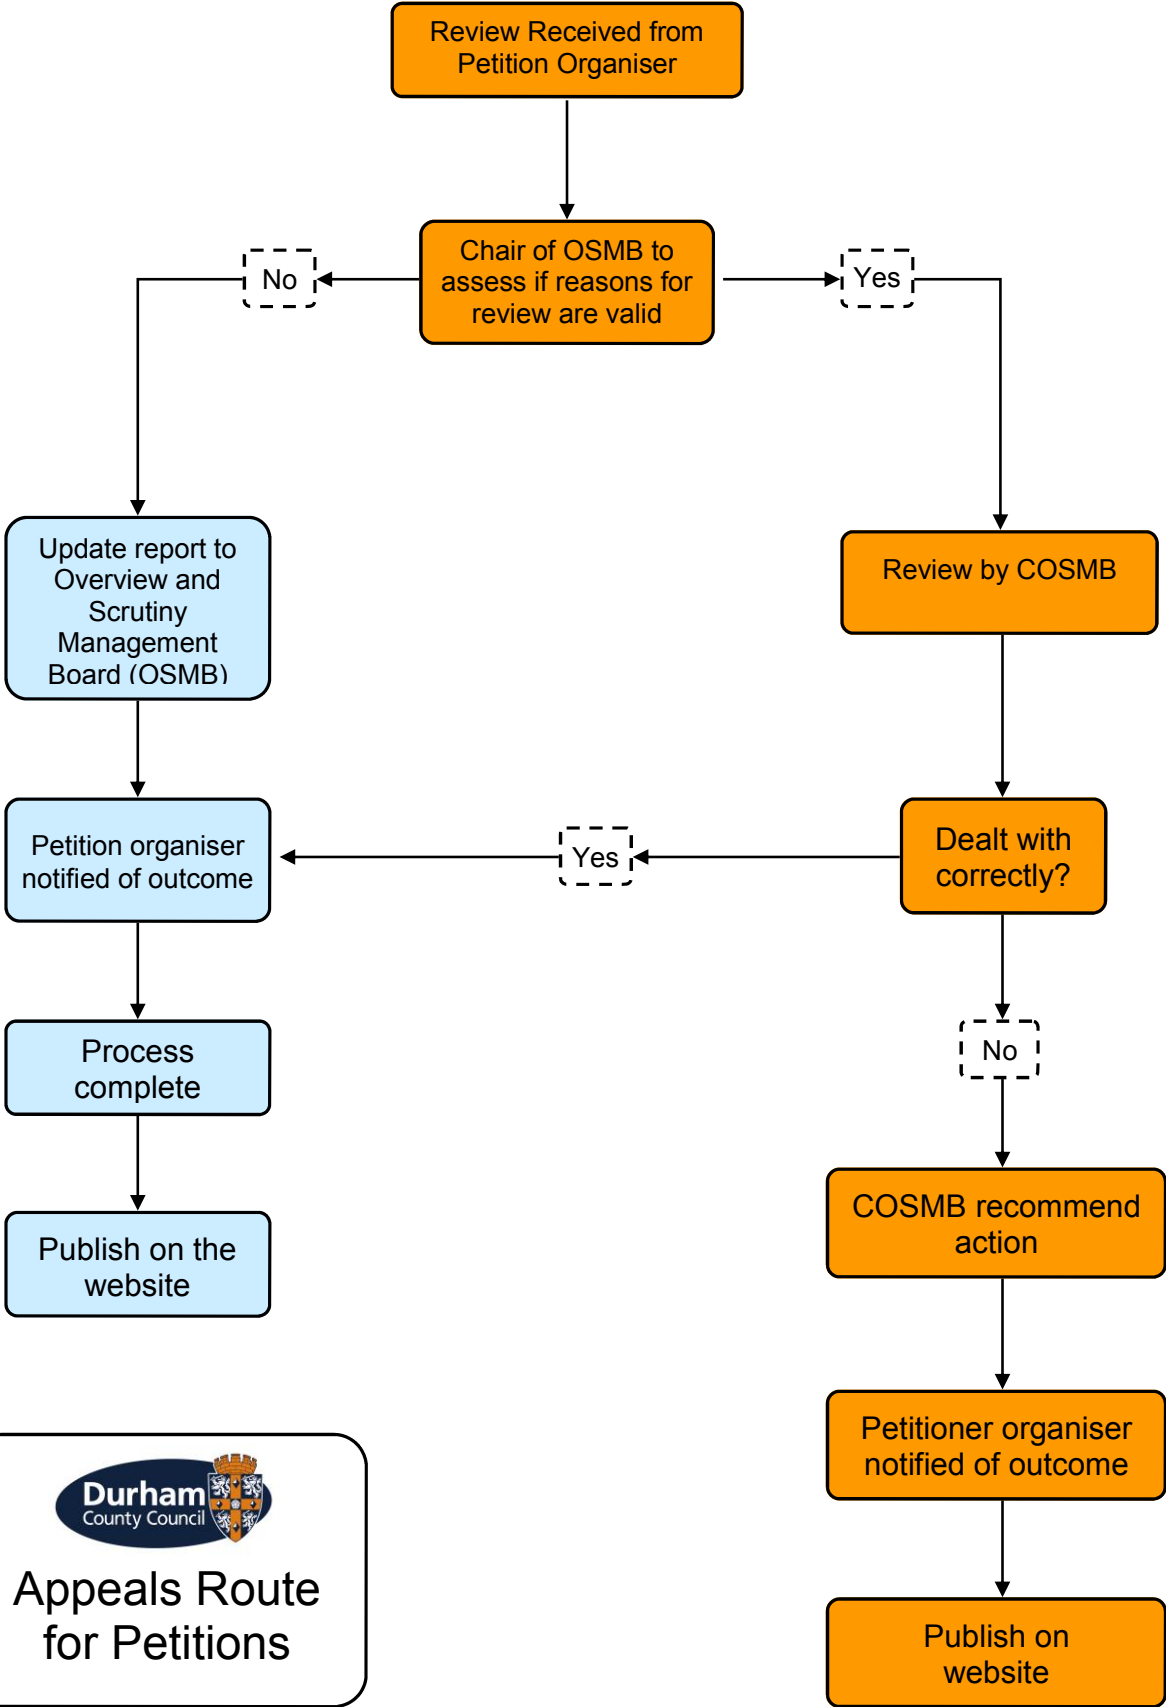 Review Received from
Petition Organiser
Chair of OSMB to
assess if reasons for
review are valid
No
Yes
Update report to
Overview and
Scrutiny
Management
Board (OSMB)
Review by COSMB
Petition organiser
notified of outcome
Yes
Dealt with
correctly?
Process
complete
No
Publish on the
website
COSMB recommend
action
Petitioner organiser
notified of outcome
Publish on
website
Durham
County Council
Appeals Route
for Petitions